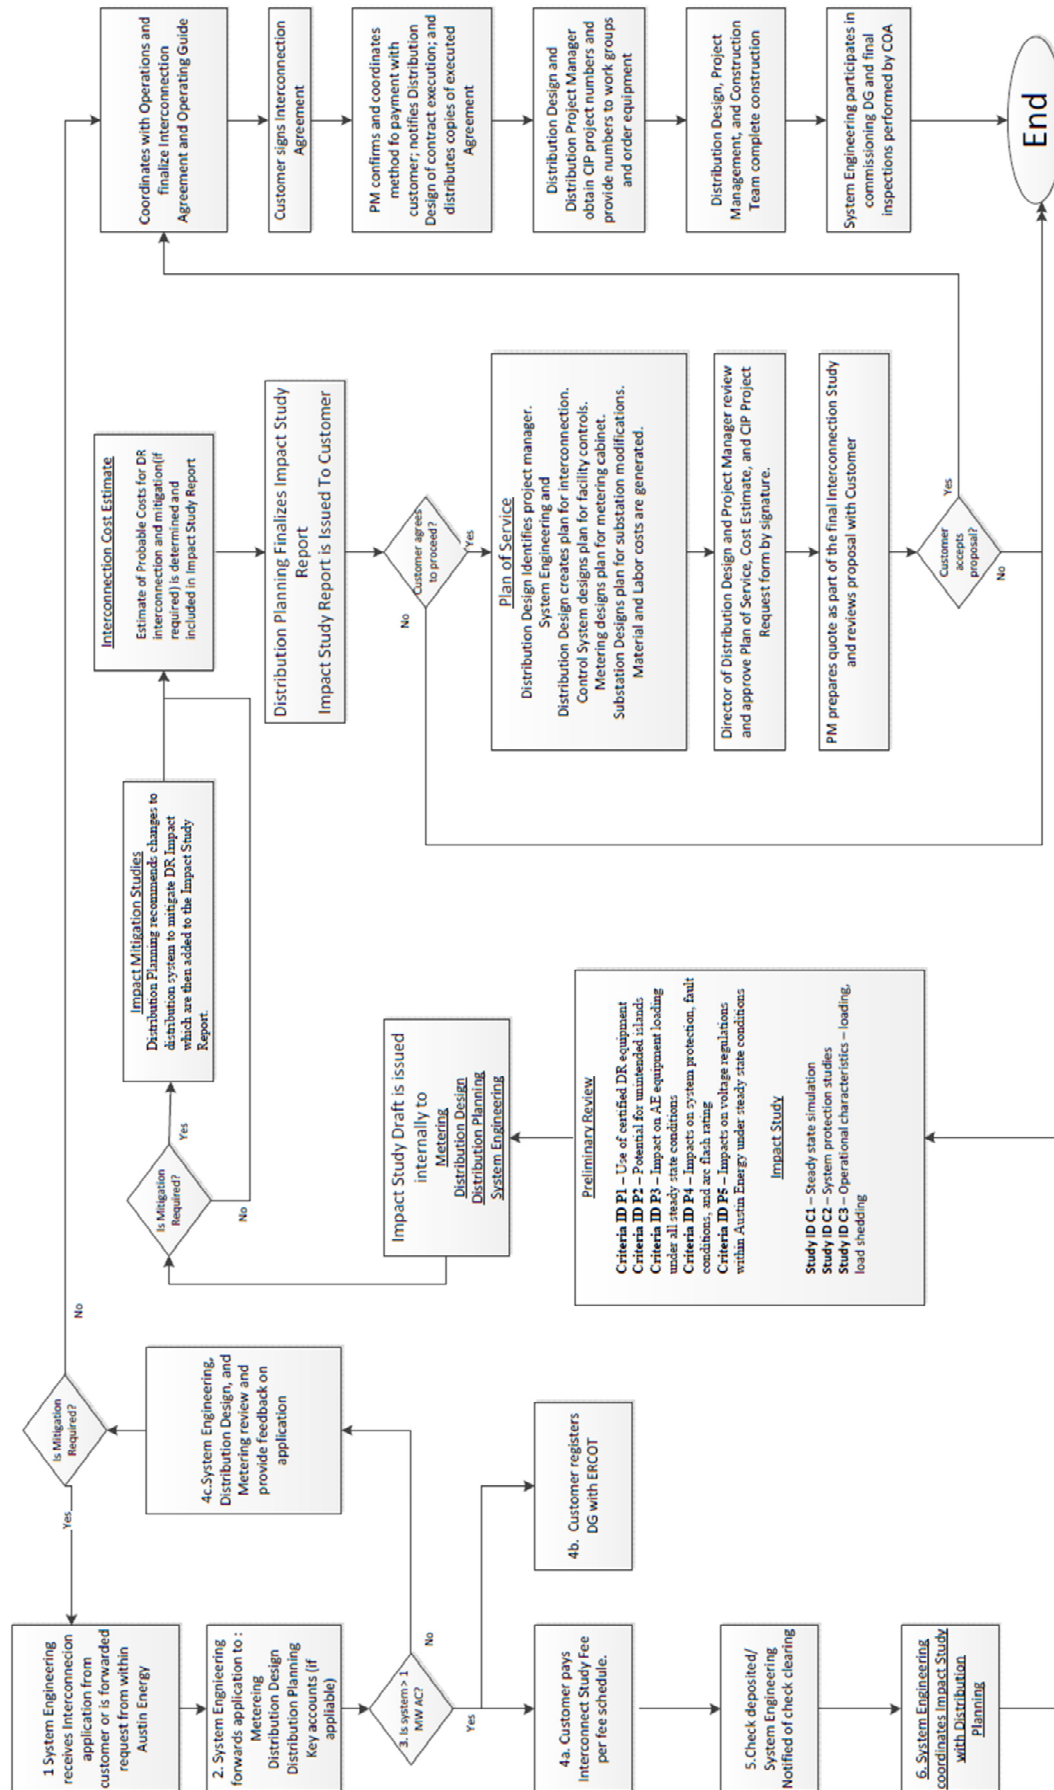 1 System Engineering
receives Interconnecion
application from
customer or is forwarded
request from within
Austin Energy
2. System Engnieering
forwards application to :
Metereing
Distribution Design
Distribution Planning
Key accounts (if
appliable)
3. Is system > 1
MW AC?
No
Yes
4a. Customer pays
Interconnect Study Fee
per fee schedule.
5.Check deposited/
System Engineering
Notified of check clearing
6. System Engineering
coordinates Impact Study
with Distribution
Planning
4b. Customer registers
DG with ERCOT
4c.System Engineering,
Distribution Design, and
Metering review and
provide feedback on
application
Is Mitigation
Required?
Yes
No
Preliminary Review
Criteria ID P1 – Use of certified DR equipment
Criteria ID P2 – Potential for unintended islands
Criteria ID P3 – Impact on AE equipment loading
under all steady state conditions
Criteria ID P4 – Impacts on system protection, fault
conditions, and arc flash rating
Criteria ID P5 – Impacts on voltage regulations
within Austin Energy under steady state conditions
Impact Study
Study ID C1 – Steady state simulation
Study ID C2 – System protection studies
Study ID C3 – Operational characteristics – loading,
load shedding
Impact Study Draft is issued
internally to
Metering
Distribution Design
Distribution Planning
System Engineering
Is Mitigation
Required?
Yes
No
Impact Mitigation Studies
Distribution Planning recommends changes to
distribution system to mitigate DR Impact
which are then added to the Impact Study
Report.
Interconnection Cost Estimate
Estimate of Probable Costs for DR
interconnection and mitigation(if
required) is determined and
included in Impact Study Report
Distribution Planning Finalizes Impact Study
Report
Impact Study Report is Issued To Customer
Customer agrees
to proceed?
No
Yes
Plan of Service
Distribution Design identifies project manager.
System Engineering and
Distribution Design creates plan for interconnection.
Control System designs plan for facility controls.
Metering designs plan for metering cabinet.
Substation Designs plan for substation modifications.
Material and Labor costs are generated.
Director of Distribution Design and Project Manager review
and approve Plan of Service, Cost Estimate, and CIP Project
Request form by signature.
PM prepares quote as part of the final Interconnection Study
and reviews proposal with Customer
Customer
accepts
proposal?
Yes
No
Coordinates with Operations and
finalize Interconnection
Agreement and Operating Guide
Customer signs Interconnection
Agreement
PM confirms and coordinates
method fo payment with
customer; notifies Distribution
Design of contract execution; and
distributes copies of executed
Agreement
Distribution Design and
Distribution Project Manager
obtain CIP project numbers and
provide numbers to work groups
and order equipment
Distribution Design, Project
Management, and Construction
Team complete construction
System Engineering participates in
commissioning DG and final
inspections performed by COA
End